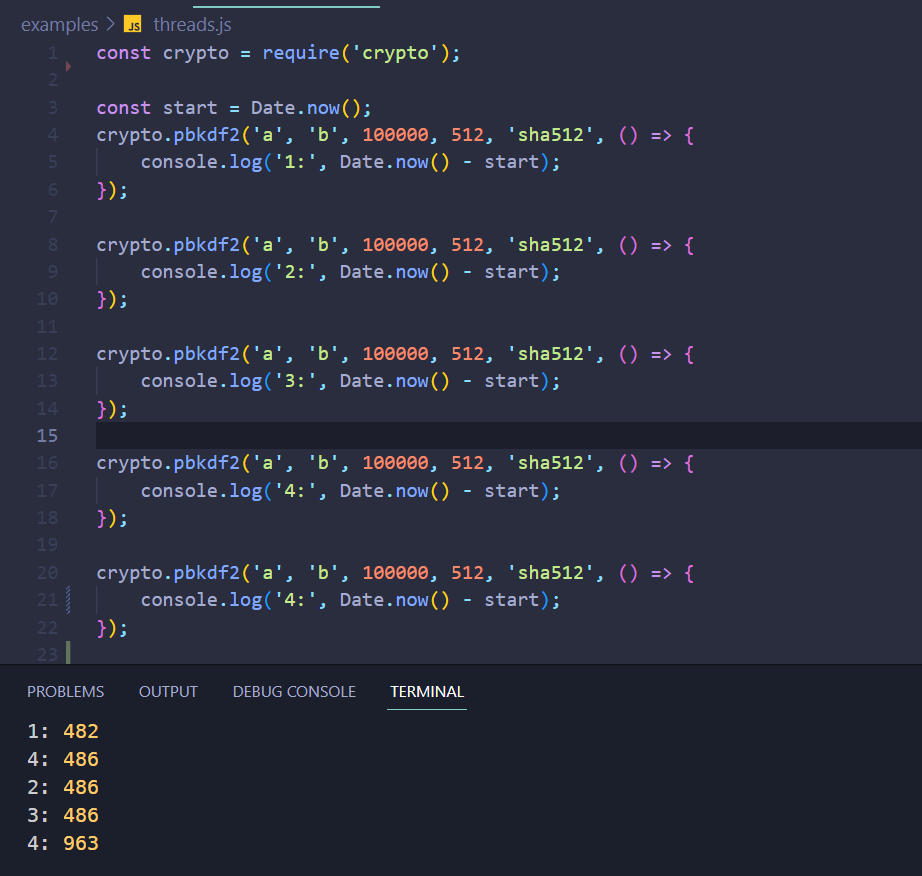 examples > JS threads.js
1 const crypto = require('crypto');
2
3 const start = Date.now();
4 crypto.pbkdf2('a', 'b', 100000, 512, 'sha512', () => {
5     console.log('1:', Date.now() - start);
6 });
7
8 crypto.pbkdf2('a', 'b', 100000, 512, 'sha512', () => {
9     console.log('2:', Date.now() - start);
10 });
11
12 crypto.pbkdf2('a', 'b', 100000, 512, 'sha512', () => {
13     console.log('3:', Date.now() - start);
14 });
15
16 crypto.pbkdf2('a', 'b', 100000, 512, 'sha512', () => {
17     console.log('4:', Date.now() - start);
18 });
19
20 crypto.pbkdf2('a', 'b', 100000, 512, 'sha512', () => {
21     console.log('4:', Date.now() - start);
22 });
23
PROBLEMS OUTPUT DEBUG CONSOLE TERMINAL
1: 482
4: 486
2: 486
3: 486
4: 963